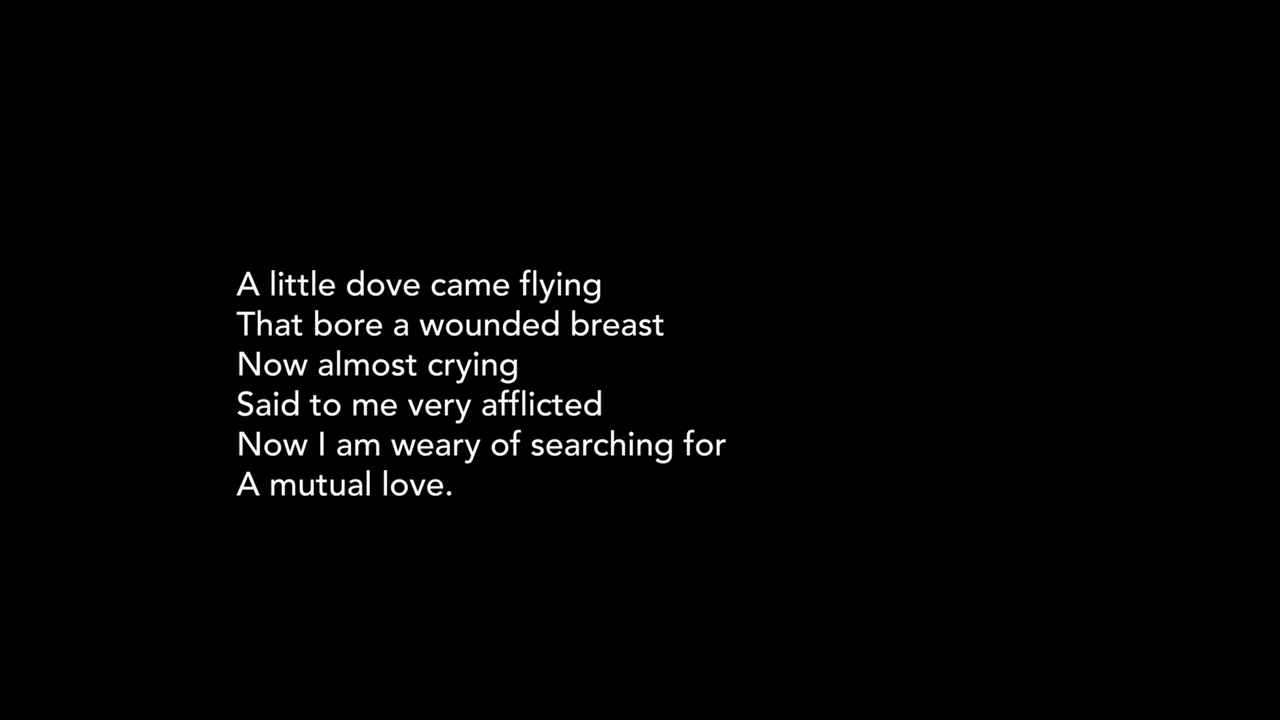 A little dove came flying
That bore a wounded breast
Now almost crying
Said to me very afflicted
Now I am weary of searching for
A mutual love.